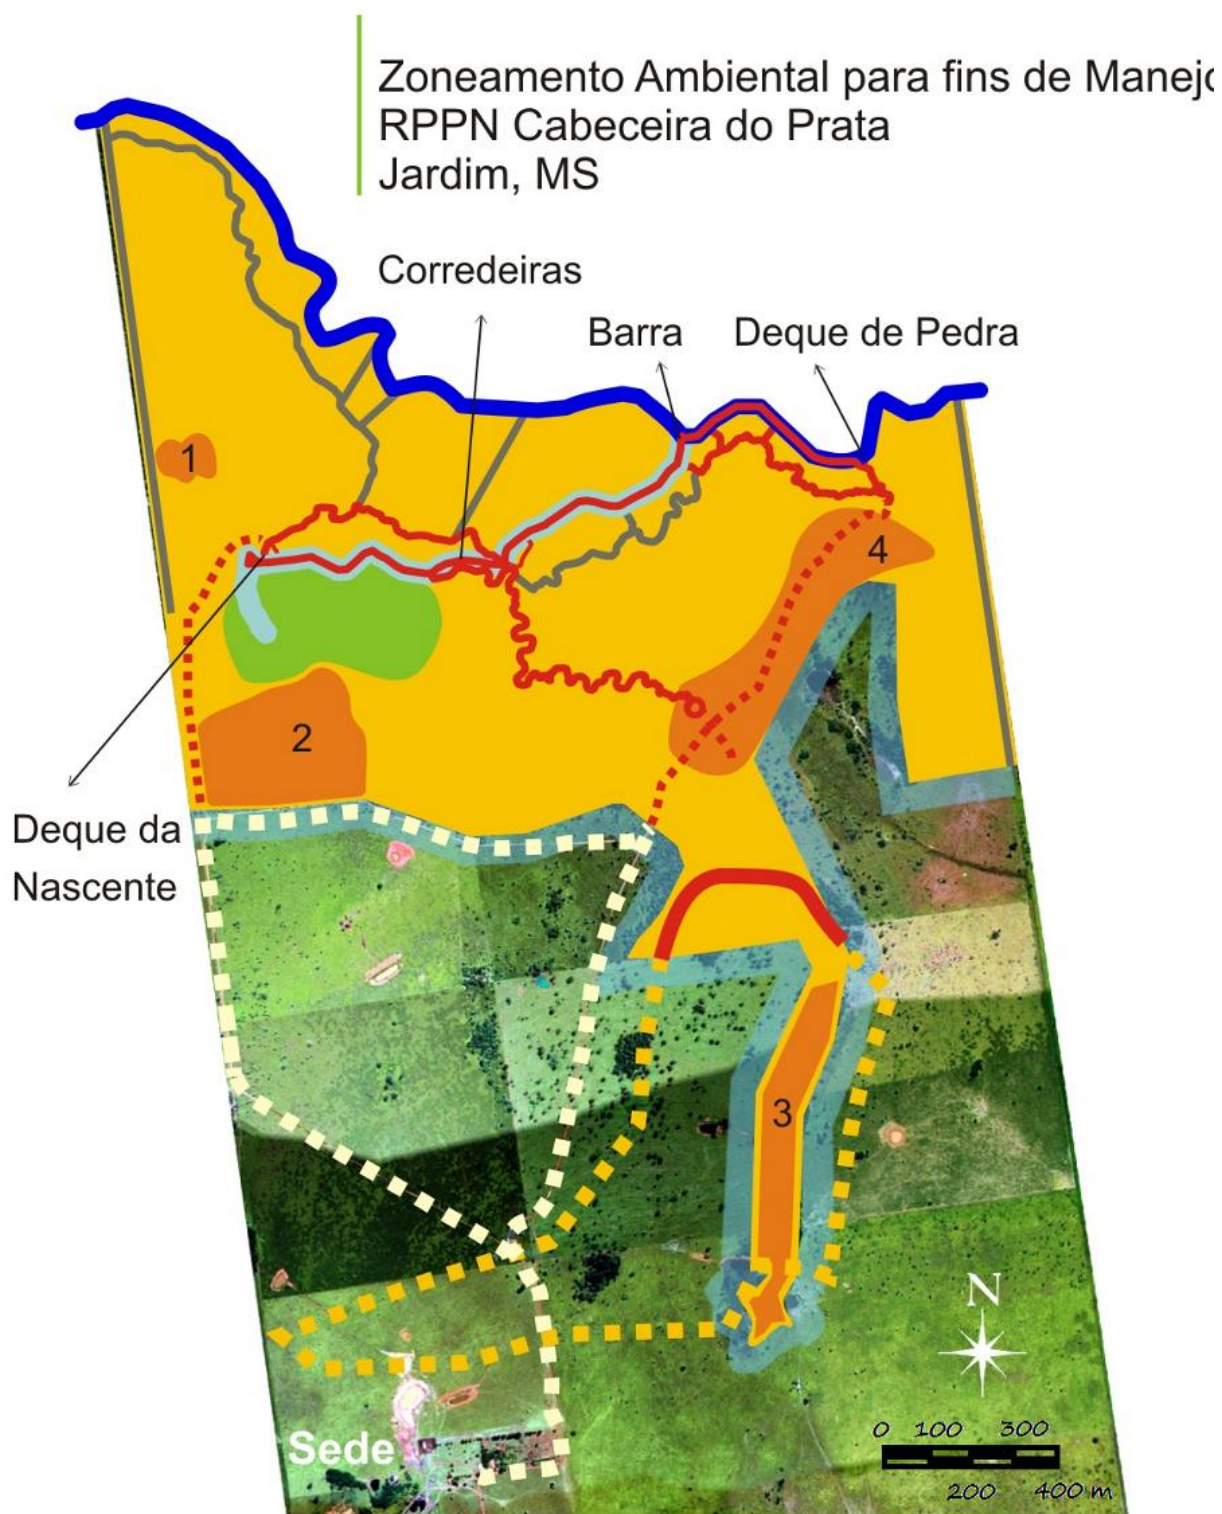 Zoneamento Ambiental para fins de Manejo
RPPN Cabeceira do Prata
Jardim, MS
Corredeiras
Barra
Deque de Pedra
1
4
2
Deque da
Nascente
3
N
0 100 300
200 400 m
Sede